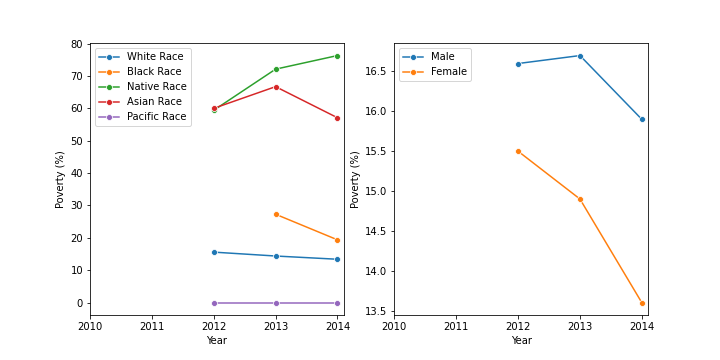 White Race
Black Race
Native Race
Asian Race
Pacific Race
80
70
60
50
40
30
20
10
0
Poverty (%)
2010 2011 2012 2013 2014
Year
Male
Female
16.5
16.0
15.5
15.0
14.5
14.0
13.5
Poverty (%)
2010 2011 2012 2013 2014
Year